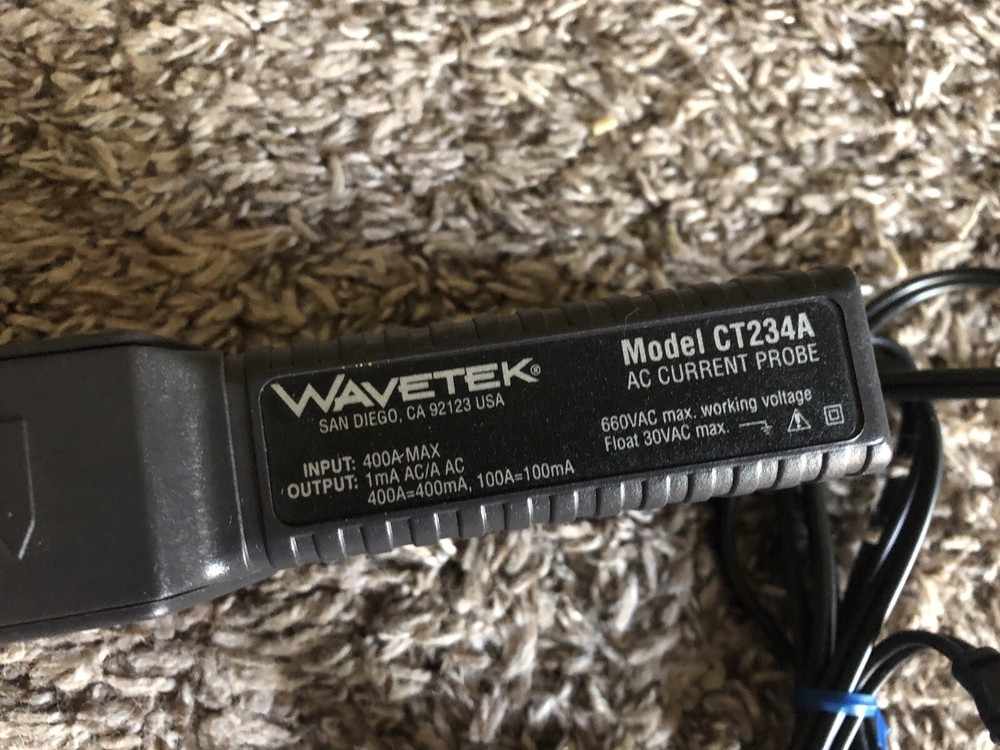 WAVETEK®
SAN DIEGO, CA 92123 USA
Model CT234A
AC CURRENT PROBE
INPUT: 400A MAX
OUTPUT: 1mA AC/A AC
400A=400mA, 100A=100mA
660VAC max. working voltage
Float 30VAC max.